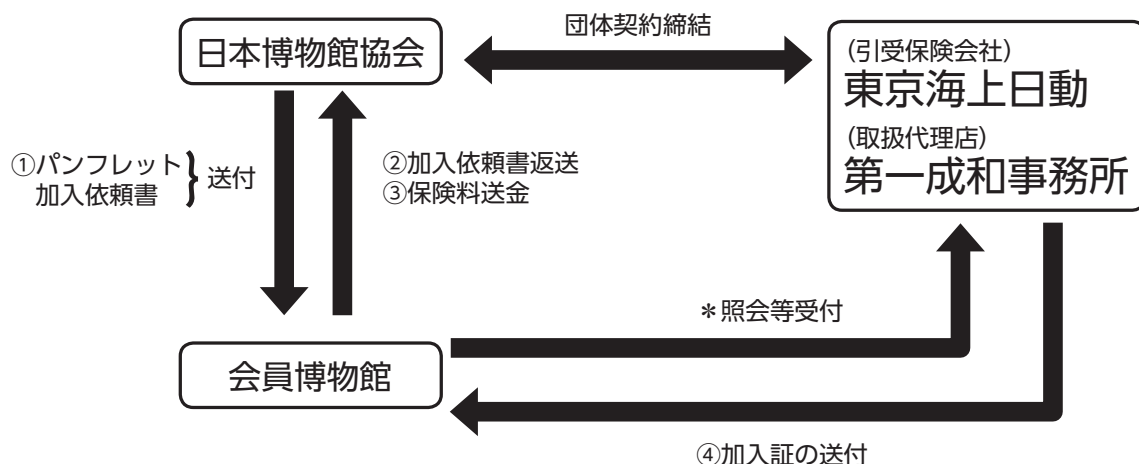 団体契約締結
日本博物館協会
(引受保険会社)
東京海上日動
(取扱代理店)
第一成和事務所
①パンフレット
加入依頼書
}送付
②加入依頼書返送
③保険料送金
＊照会等受付
会員博物館
④加入証の送付